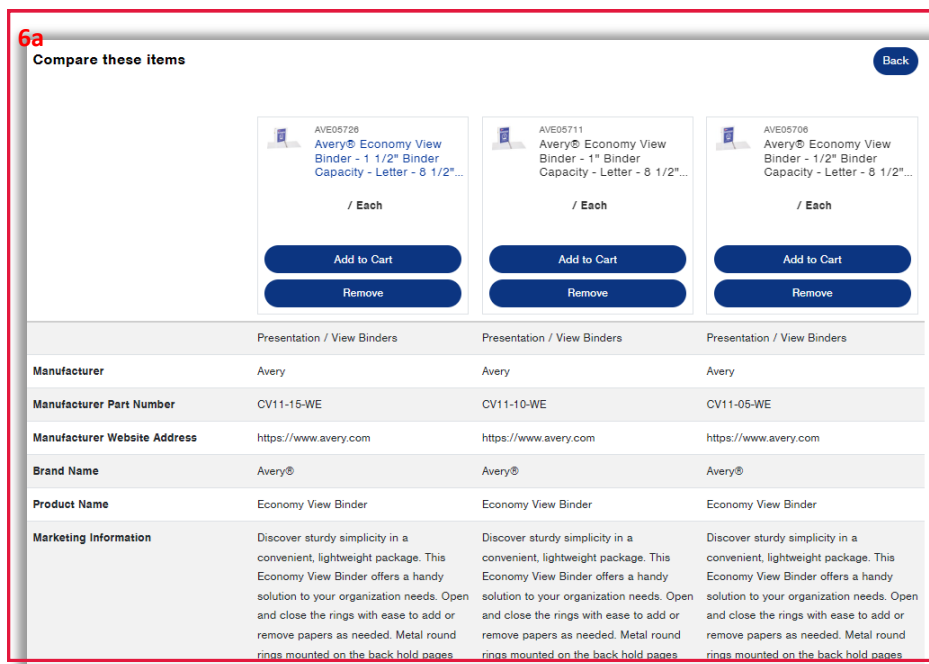 6a
Compare these items
Back
AVE05726
Avery® Economy View
Binder - 1 1/2" Binder
Capacity - Letter - 8 1/2"...
/ Each
Add to Cart
Remove
AVE05711
Avery® Economy View
Binder - 1" Binder
Capacity - Letter - 8 1/2"...
/ Each
Add to Cart
Remove
AVE05706
Avery® Economy View
Binder - 1/2" Binder
Capacity - Letter - 8 1/2"...
/ Each
Add to Cart
Remove
Presentation / View Binders Presentation / View Binders Presentation / View Binders
Manufacturer Avery Avery Avery
Manufacturer Part Number CV11-15-WE CV11-10-WE CV11-05-WE
Manufacturer Website Address https://www.avery.com https://www.avery.com https://www.avery.com
Brand Name Avery® Avery® Avery®
Product Name Economy View Binder Economy View Binder Economy View Binder
Marketing Information
Discover sturdy simplicity in a
convenient, lightweight package. This
Economy View Binder offers a handy
solution to your organization needs. Open
and close the rings with ease to add or
remove papers as needed. Metal round
rings mounted on the back hold pages
Discover sturdy simplicity in a
convenient, lightweight package. This
Economy View Binder offers a handy
solution to your organization needs. Open
and close the rings with ease to add or
remove papers as needed. Metal round
rings mounted on the back hold pages
Discover sturdy simplicity in a
convenient, lightweight package. This
Economy View Binder offers a handy
solution to your organization needs. Open
and close the rings with ease to add or
remove papers as needed. Metal round
rings mounted on the back hold pages